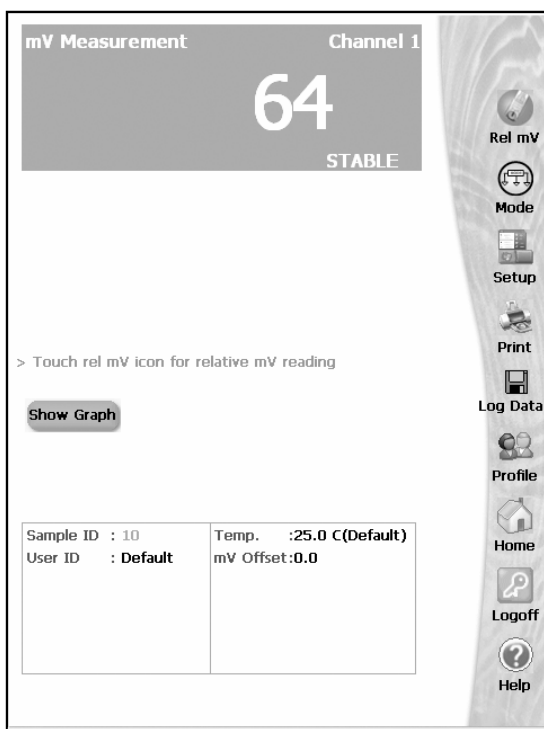 mV Measurement Channel 1
64
STABLE
Rel mV
Mode
Setup
Print
> Touch rel mV icon for relative mV reading
Log Data
Show Graph
Profile
Sample ID : 10 Temp. :25.0 C(Default)
User ID : Default mV Offset:0.0
Home
Logoff
?
Help